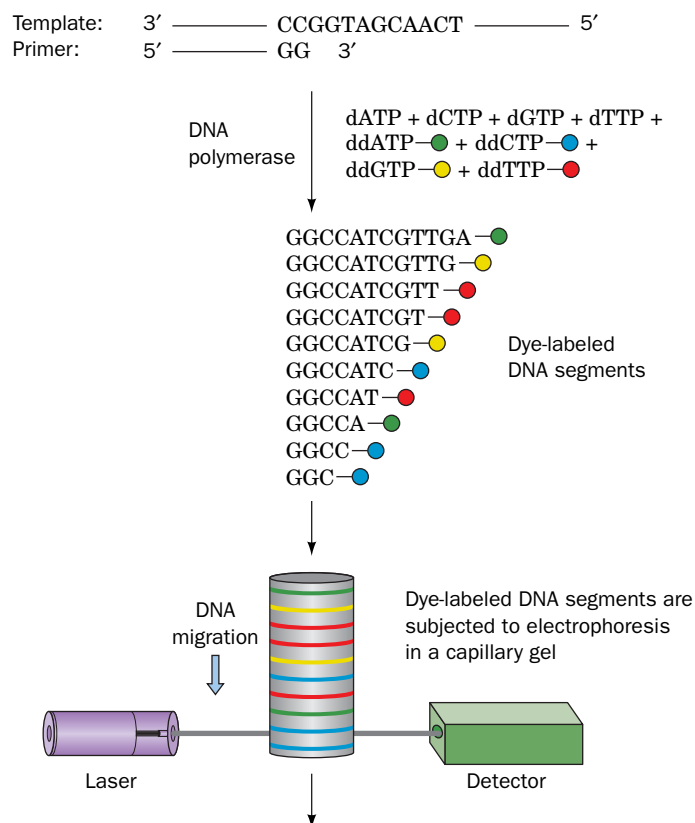 Template: 3′ CCGGTAGCAACT 5′
Primer: 5′ GG 3′
DNA
polymerase
dATP + dCTP + dGTP + dTTP +
ddATP + ddCTP +
ddGTP + ddTTP
GGCCATCGTTGA
GGCCATCGTTG
GGCCATCGTT
GGCCATCGT
GGCCATCG
GGCCATC
GGCCAT
GGCCA
GGCC
GGC
Dye-labeled
DNA segments
DNA
migration
Dye-labeled DNA segments are
subjected to electrophoresis
in a capillary gel
Laser
Detector